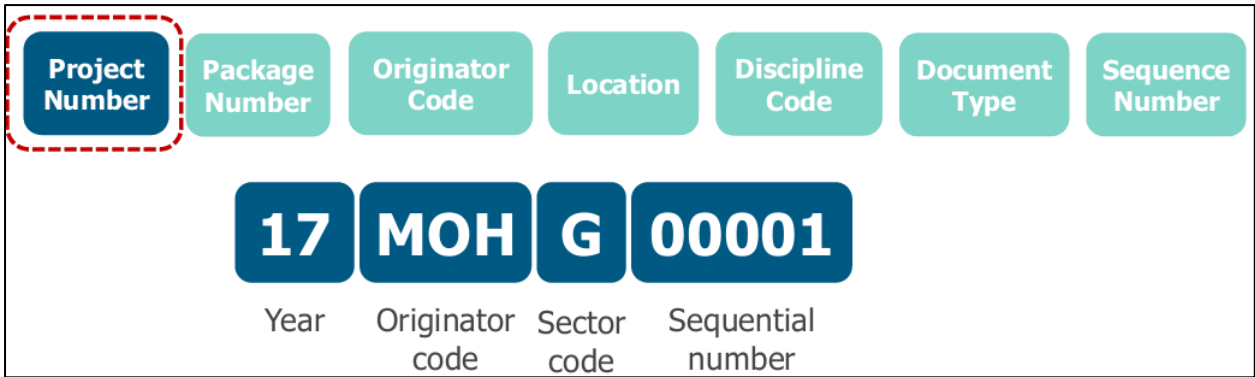 Project Number
Package Number
Originator Code
Location
Discipline Code
Document Type
Sequence Number
17 MOH G 00001
Year
Originator code
Sector code
Sequential number